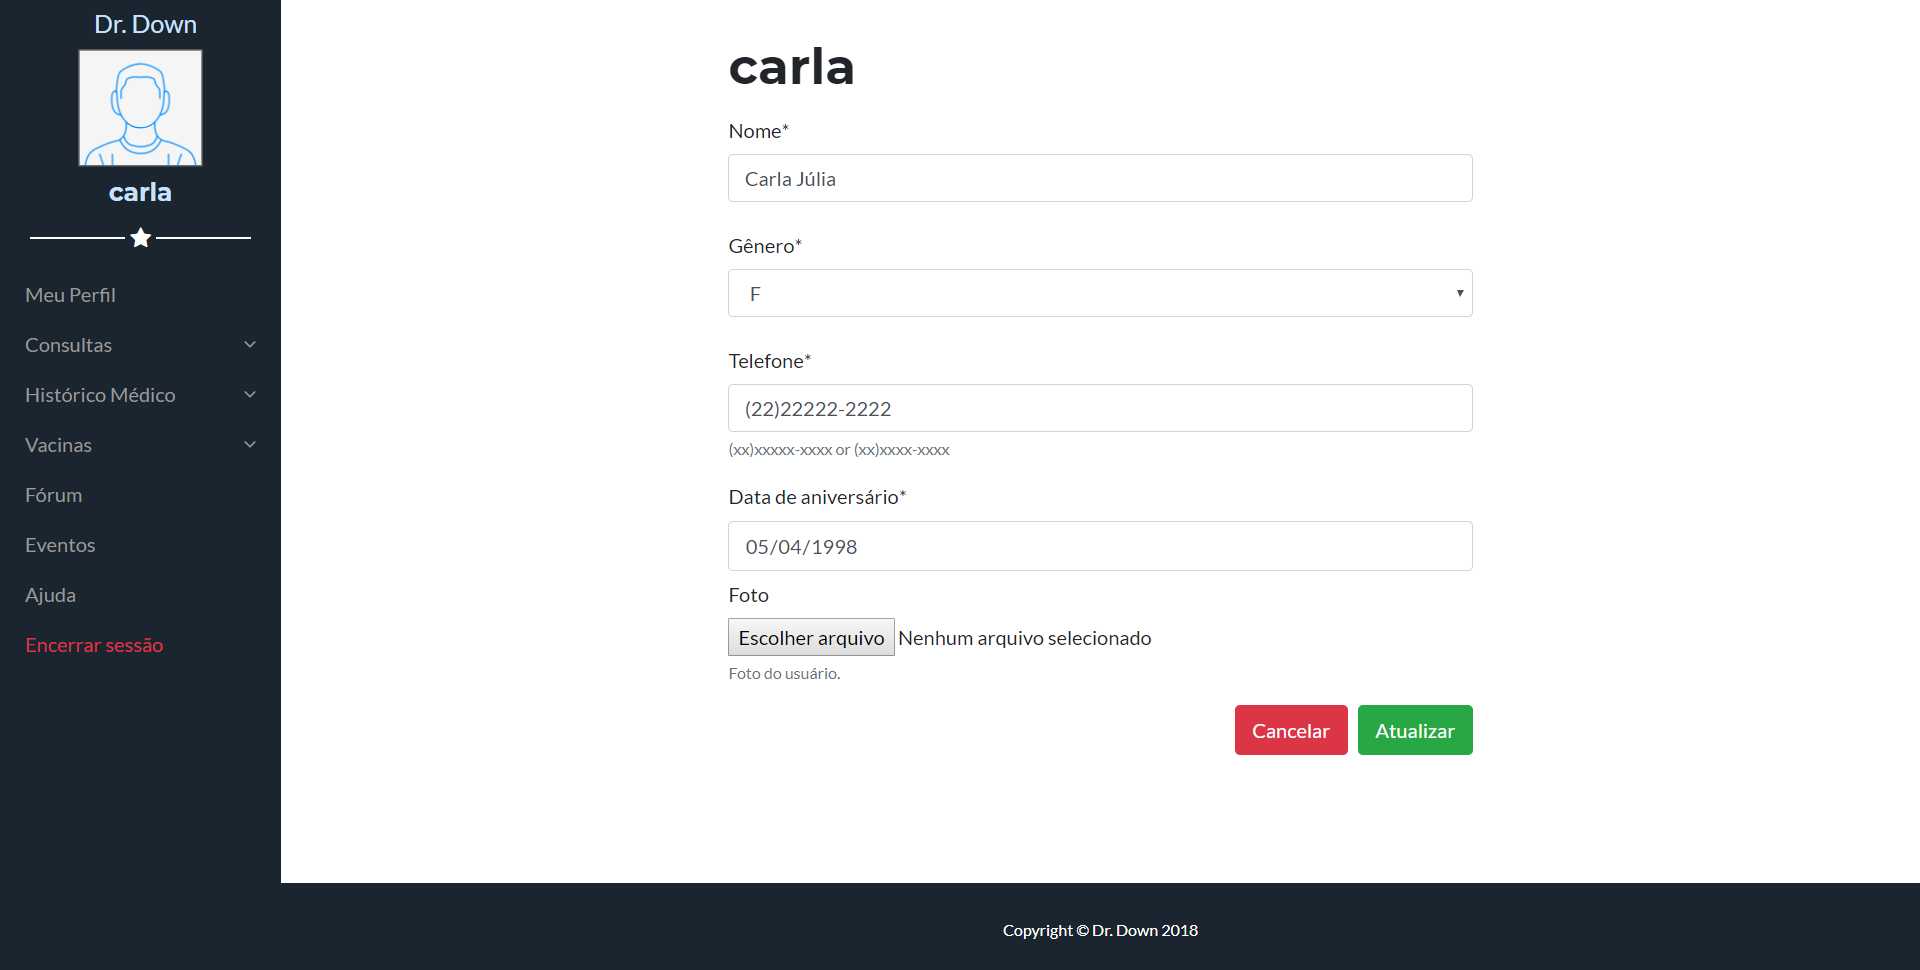 Dr. Down
carla
Meu Perfil
Consultas
Histórico Médico
Vacinas
Fórum
Eventos
Ajuda
Encerrar sessão
carla
Nome*
Carla Júlia
Gênero*
F
Telefone*
(22)22222-2222
(xx)xxxxx-xxxx or (xx)xxxx-xxxx
Data de aniversário*
05/04/1998
Foto
Escolher arquivo Nenhum arquivo selecionado
Foto do usuário.
Cancelar Atualizar
Copyright © Dr. Down 2018